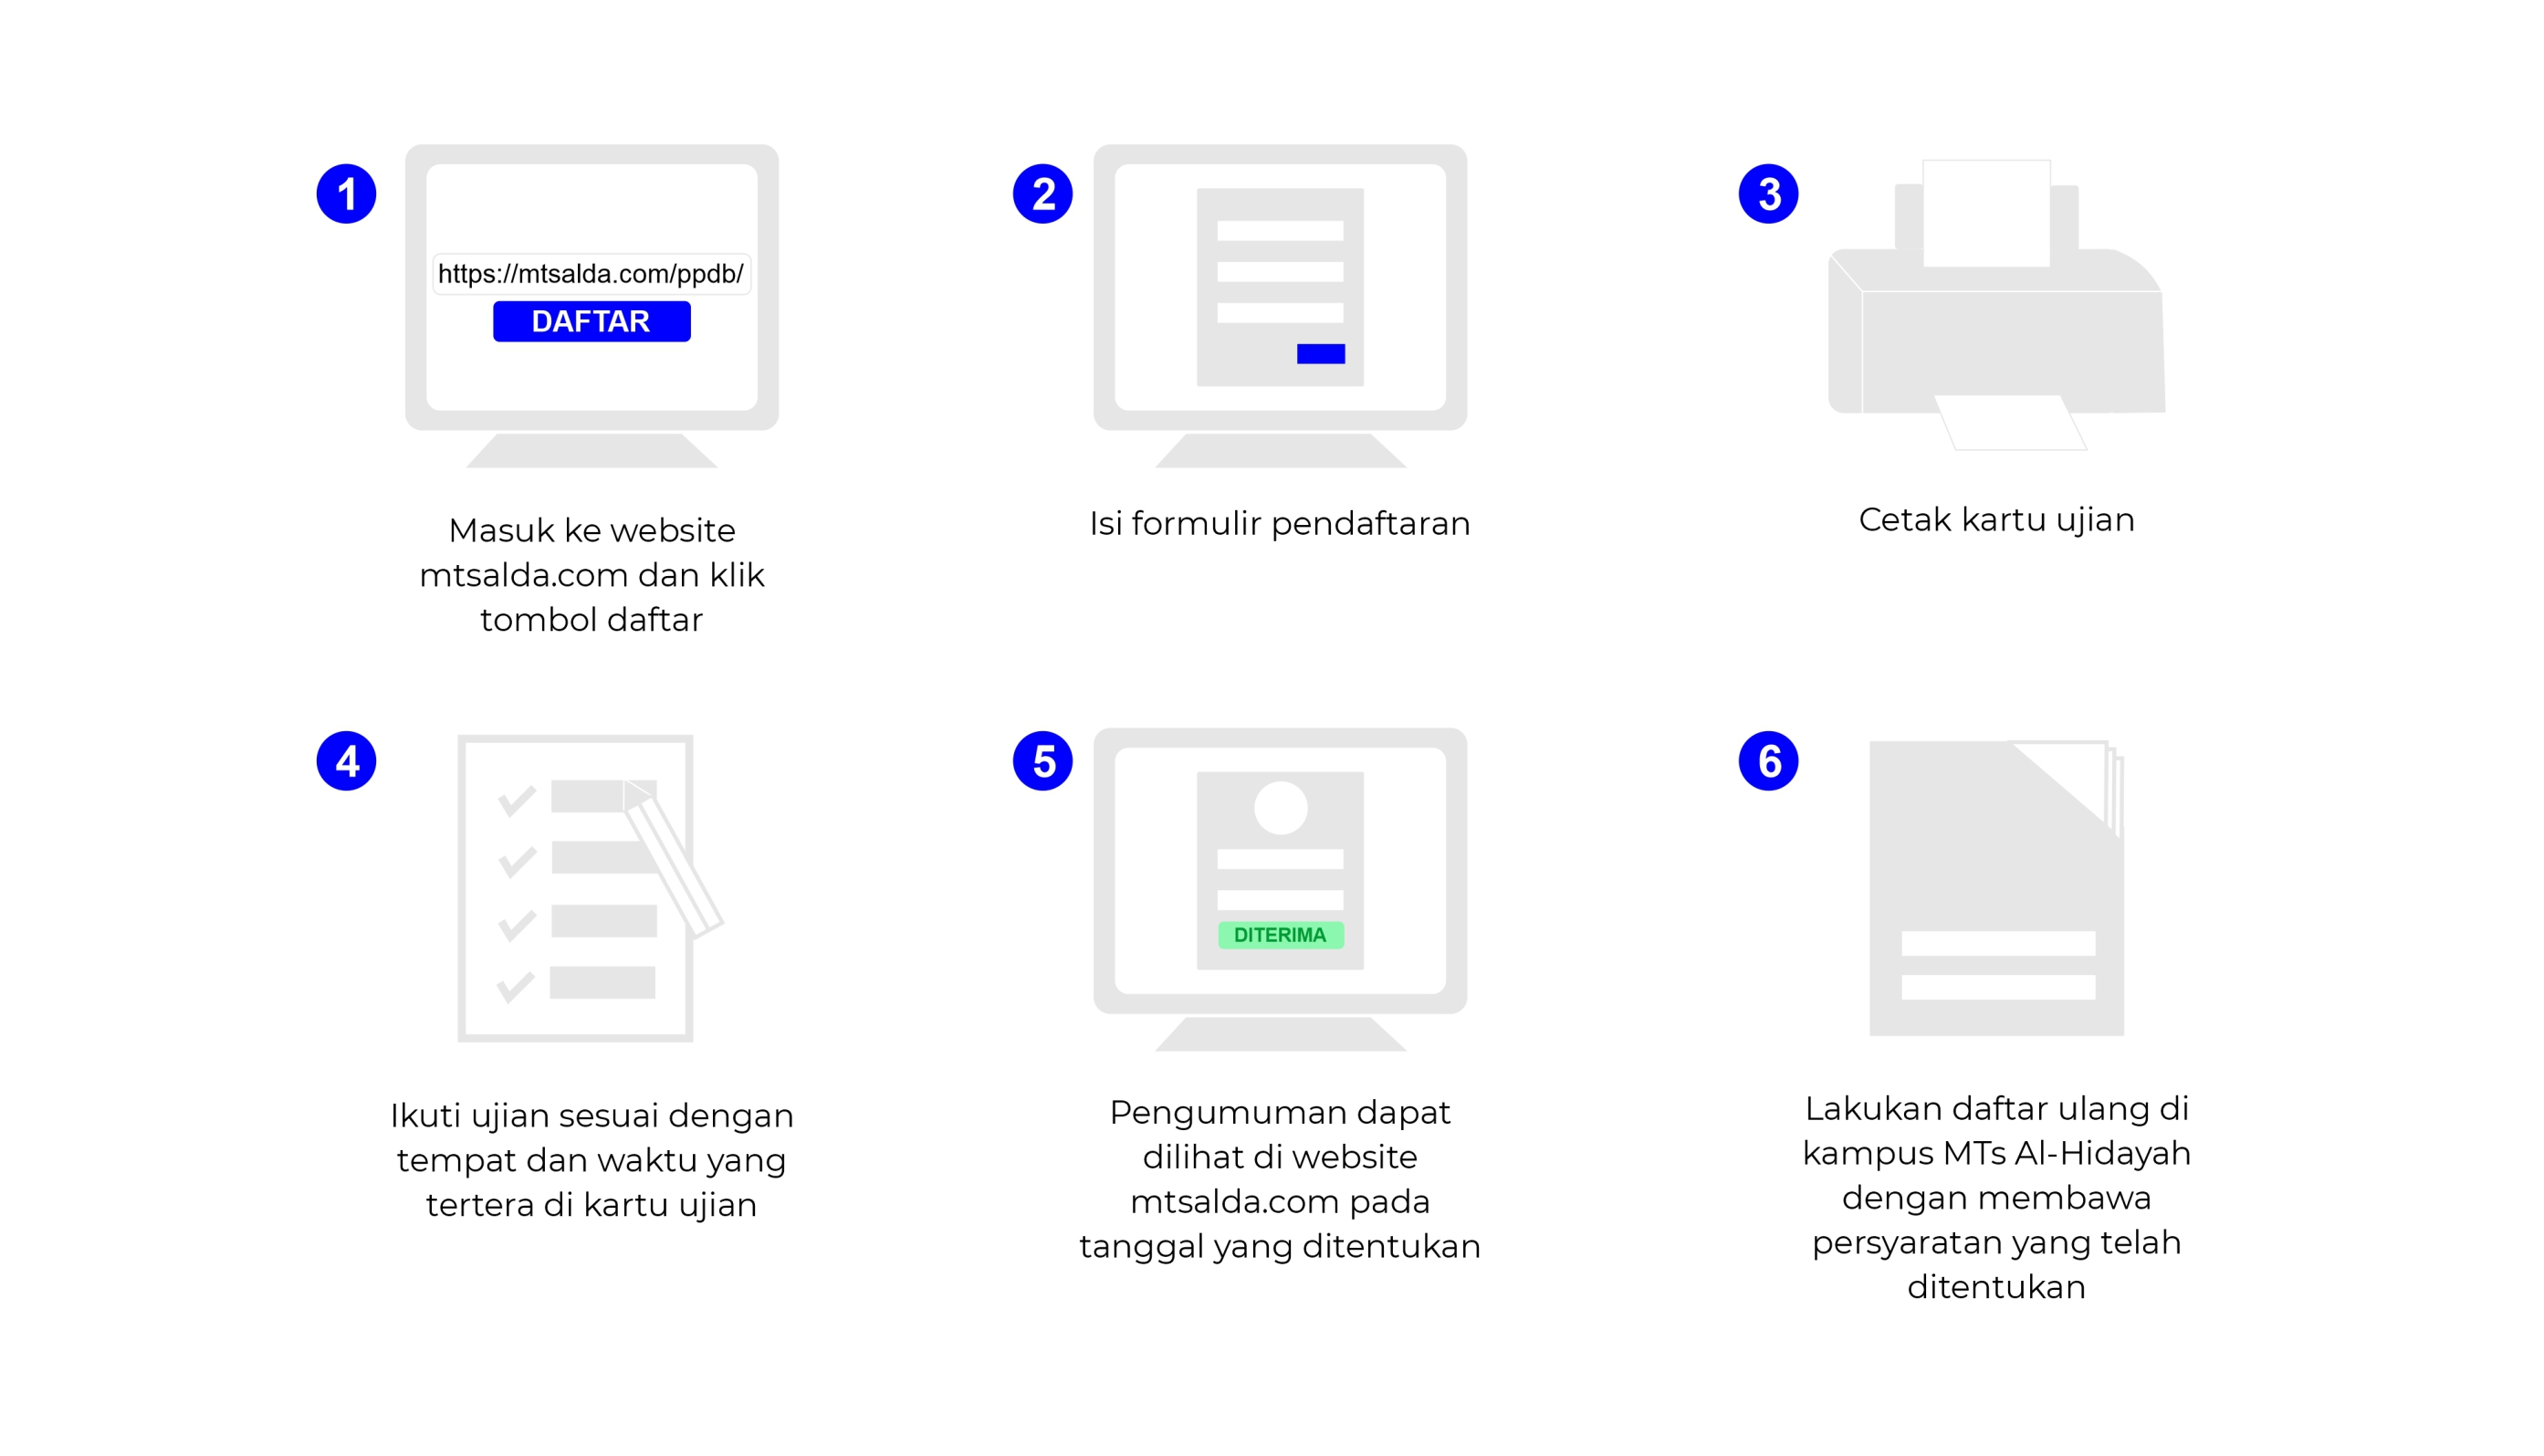 1
https://mtsalda.com/ppdb/
DAFTAR
Masuk ke website
mtsalda.com dan klik
tombol daftar
2
Isi formulir pendaftaran
3
Cetak kartu ujian
4
Ikuti ujian sesuai dengan
tempat dan waktu yang
tertera di kartu ujian
5
DITERIMA
Pengumuman dapat
dilihat di website
mtsalda.com pada
tanggal yang ditentukan
6
Lakukan daftar ulang di
kampus MTs Al-Hidayah
dengan membawa
persyaratan yang telah
ditentukan